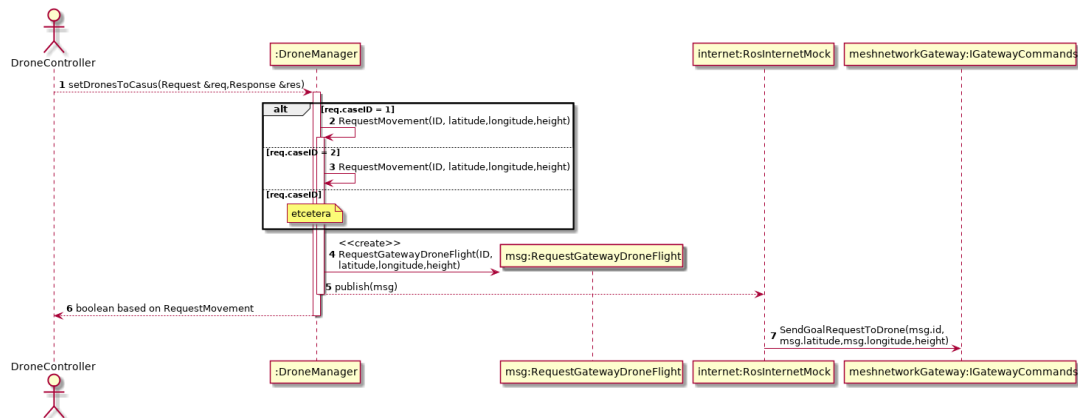 DroneController
:DroneManager
internet:RosInternetMock
meshnetworkGateway:IGatewayCommands
1 setDronesToCasus(Request &req,Response &res)
alt [req.caseID = 1]
2 RequestMovement(ID, latitude,longitude,height)
[req.caseID = 2]
3 RequestMovement(ID, latitude,longitude,height)
[req.caseID]
etcetera
<<create>>
4 RequestGatewayDroneFlight(ID,
latitude,longitude,height)
msg:RequestGatewayDroneFlight
5 publish(msg)
6 boolean based on RequestMovement
7 SendGoalRequestToDrone(msg.id,
msg.latitude,msg.longitude,height)
DroneController
:DroneManager
msg:RequestGatewayDroneFlight
internet:RosInternetMock
meshnetworkGateway:IGatewayCommands